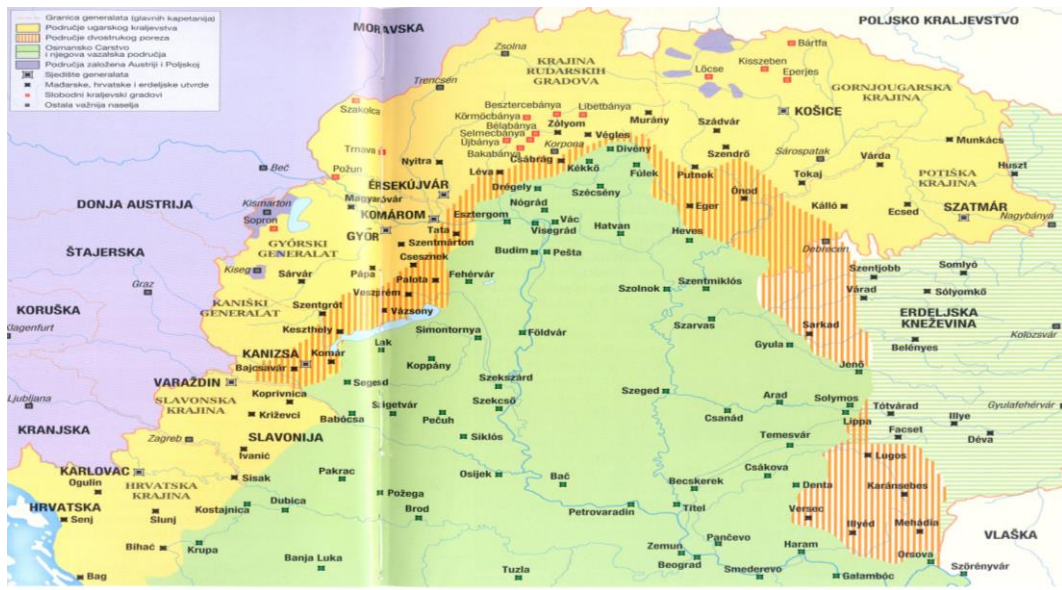 Granica generalata (glavnih kapetanija)
Područje ugarskog kraljevstva
Područje dvostrukog poreza
Osmansko Carstvo
i njegova vazalska područja
Područja založena Austriji i Poljskoj
Sjedište generalata
Mađarske, hrvatske i erdeljske utvrde
Slobodni kraljevski gradovi
Ostala važnija naselja
MORAVSKA
POLJSKO KRALJEVSTVO
Zsolna
Bártfa
Kisszeben
Lőcse
Eperjes
KRAJINA
RUDARSKIH
GRADOVA
Trencsén
GORNJOUGARSKA
KRAJINA
Szakolca
Besztercebánya
Libetbánya
Körmöcbánya
Zólyom
Murány
KOŠICE
Bélabánya
Selmecbánya
Végles
Szádvár
Újbánya
Korpona
Munkács
Trnava
Bakabánya
Csábrág
Divény
Szendrő
Sárospatak
Beč
Nyitra
Kékkő
Várda
Požun
Léva
Fülek
Putnok
Tokaj
Huszt
POTISKA
KRAJINA
ÉRSEKÚJVÁR
Drégely
Szécsény
Ónod
DONJA AUSTRIJA
Kismarton
Magyaróvár
Nógrád
Eger
Kálló
Ecsed
SZATMÁR
KOMÁROM
Esztergom
Vác
Sopron
Tata
Visegrád
Hatvan
Nagybánya
GYŐR
Heves
Debrecen
GYŐRSKI
GENERALAT
Szentmárton
Budim
Pešta
ŠTAJERSKA
Csesznek
Kiseg
Pápa
Palota
Fehérvár
Szentjobb
Somlyó
Sárvár
Szolnok
Szentmiklós
Várad
Sólyomkő
Graz
Veszprém
KANIŠKI
GENERALAT
Szentgrót
Vázsony
KORUŠKA
ERDELJSKA
KNEŽEVINA
Klagenfurt
Keszthely
Simontornya
Földvár
Szarvas
Sarkad
Kolozsvár
Lak
Gyula
Belényes
KANIZSA
Komár
Koppány
Bajcsavár
Jenő
VARAŽDIN
Segesd
Szekszárd
Szeged
Arad
Solymos
Ljubljana
SLAVONSKA
KRAJINA
Koprivnica
Szigetvár
Szekcső
Csanád
Tótvárad
Illye
Gyulafehérvár
Križevci
Babócsa
Pečuh
Lippa
KRANJSKA
Facset
Déva
Zagreb
SLAVONIJA
Siklós
Temesvár
Ivanić
Lugos
KARLOVAC
Pakrac
Osijek
Csákova
Ogulin
Sisak
Bač
Becskerek
Denta
Karánsebes
HRVATSKA
KRAJINA
Požega
HRVATSKA
Dubica
Petrovaradin
Titel
Versec
Senj
Slunj
Kostajnica
Brod
Illyéd
Mehádia
VLAŠKA
Bihać
Krupa
Pančevo
Zemun
Haram
Banja Luka
Beograd
Orsova
Bag
Tuzla
Smederevo
Galambóc
Szörényvár